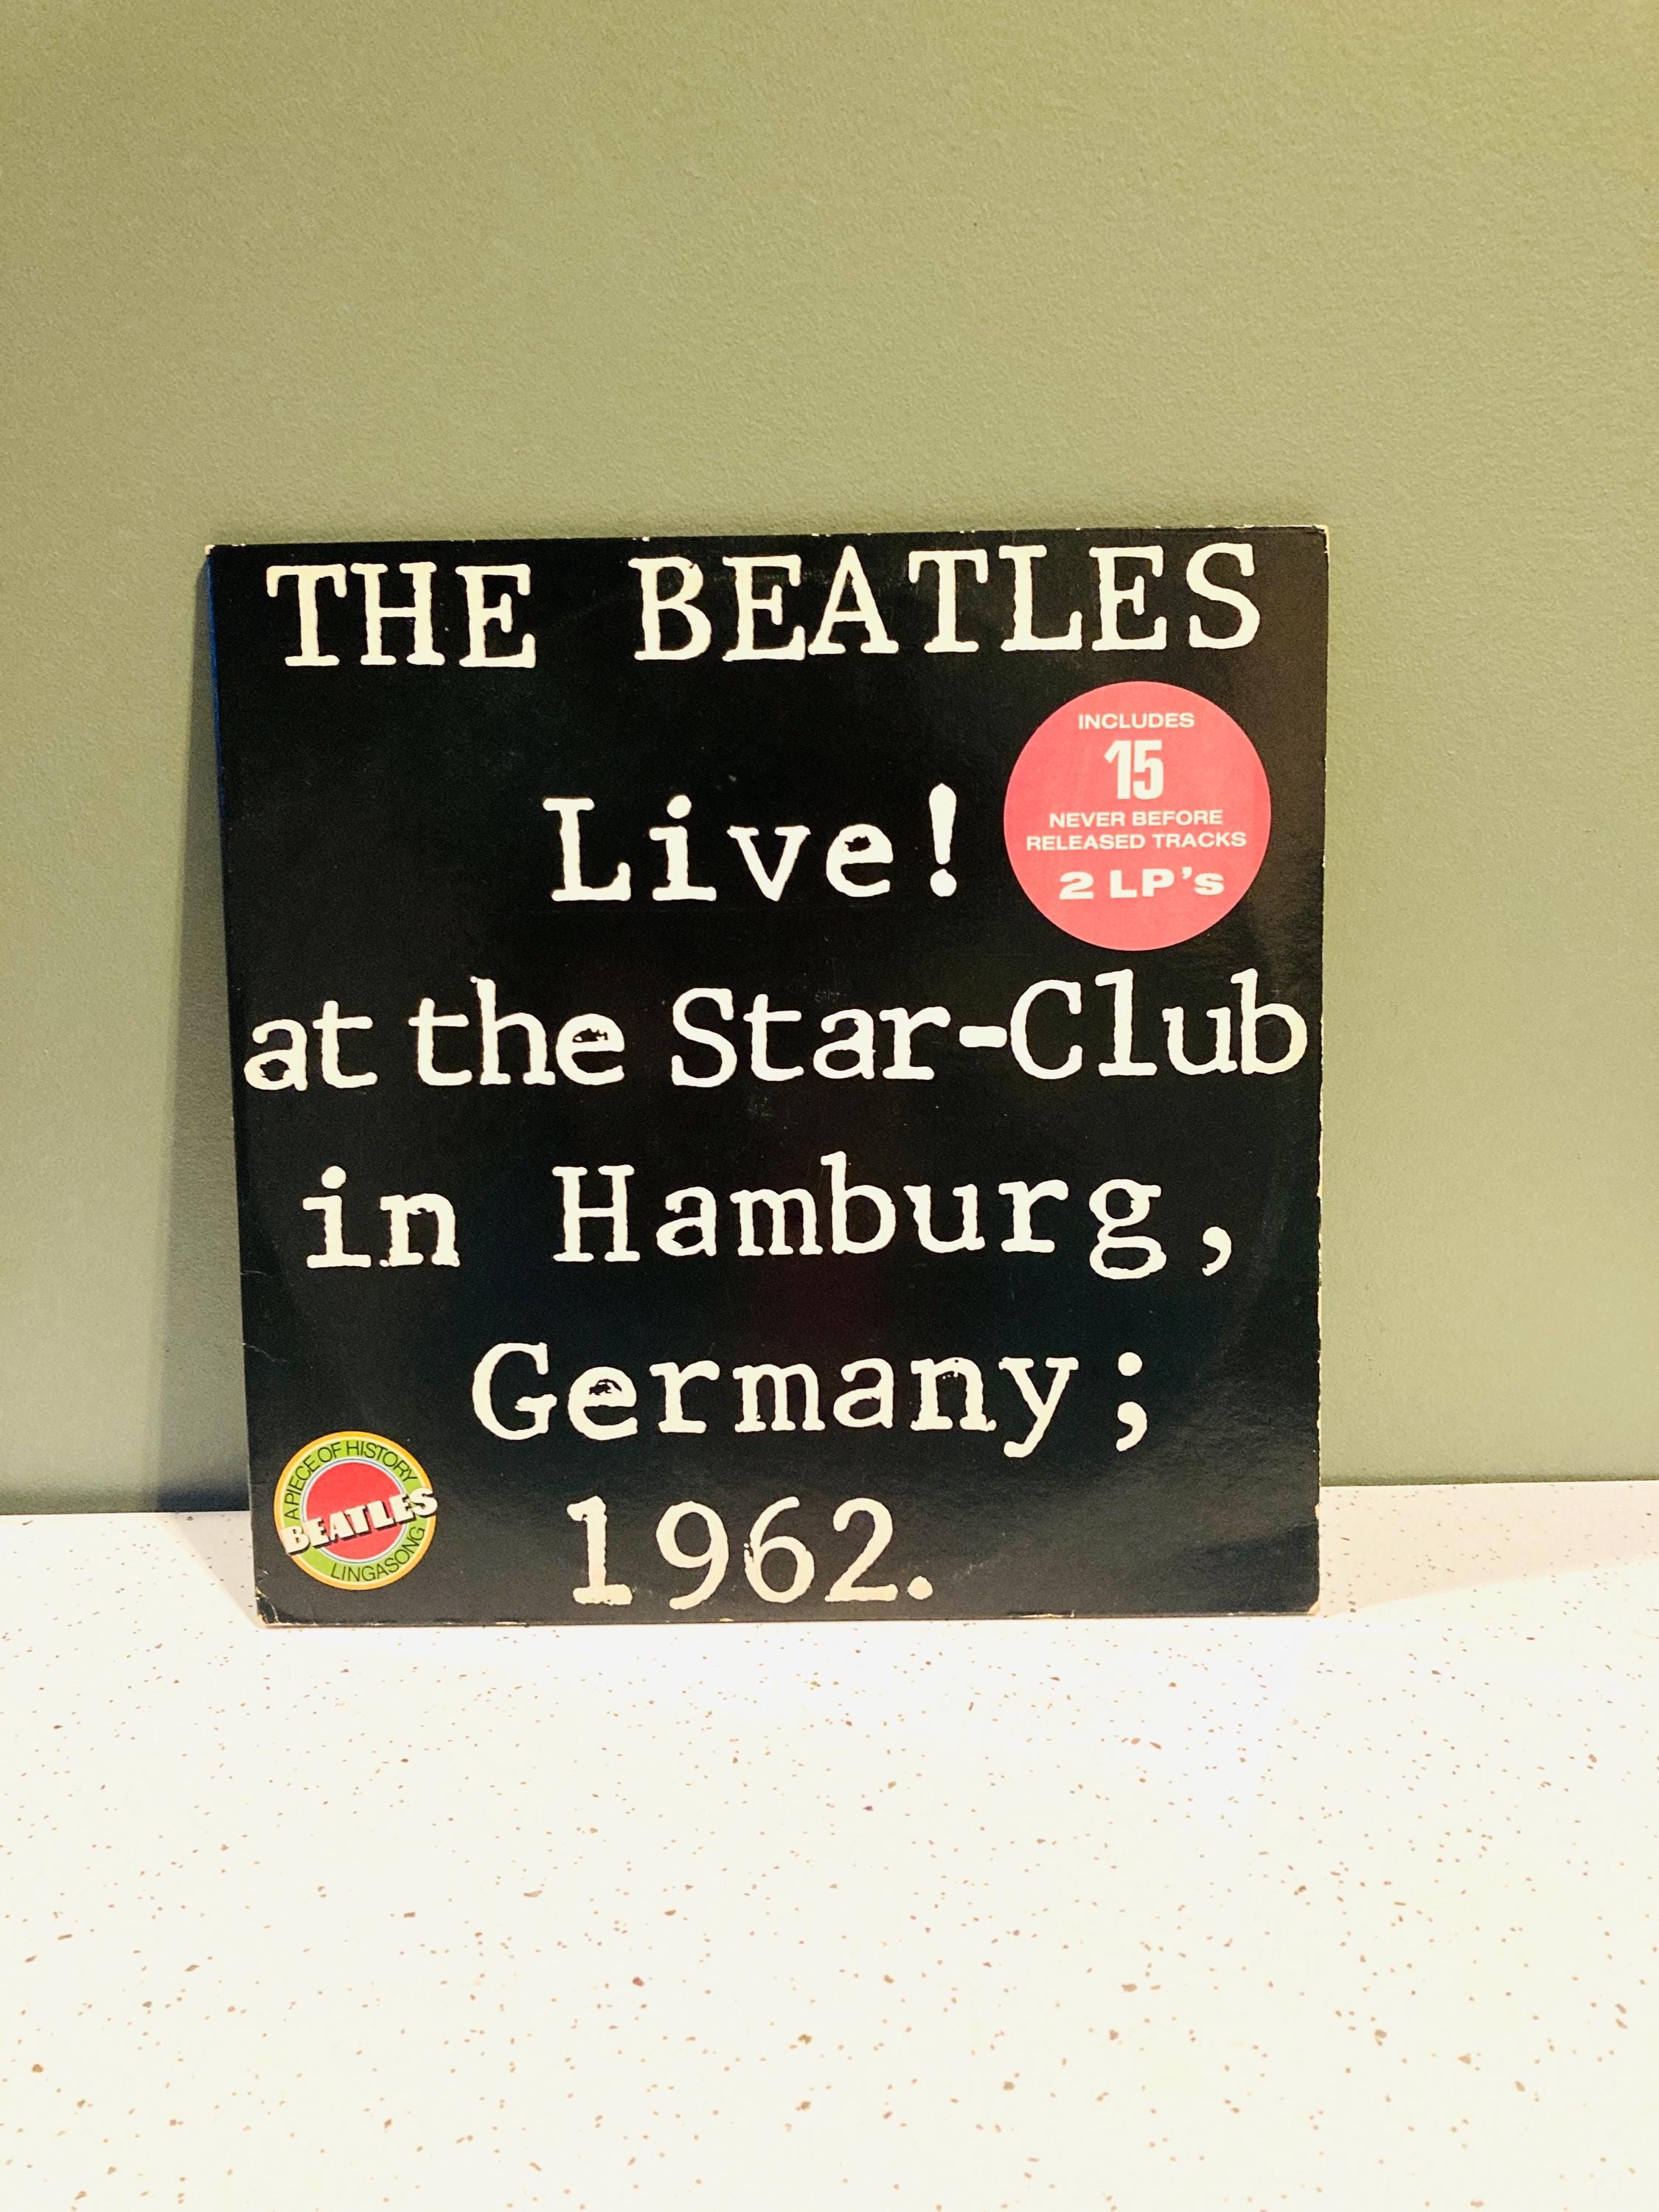 THE BEATLES
Live!
INCLUDES
15
NEVER BEFORE
RELEASED TRACKS
2 LP's
at the Star-Club
in Hamburg,
Germany;
1962.
A PIECE OF HISTORY
BEATLES
LINGASONG